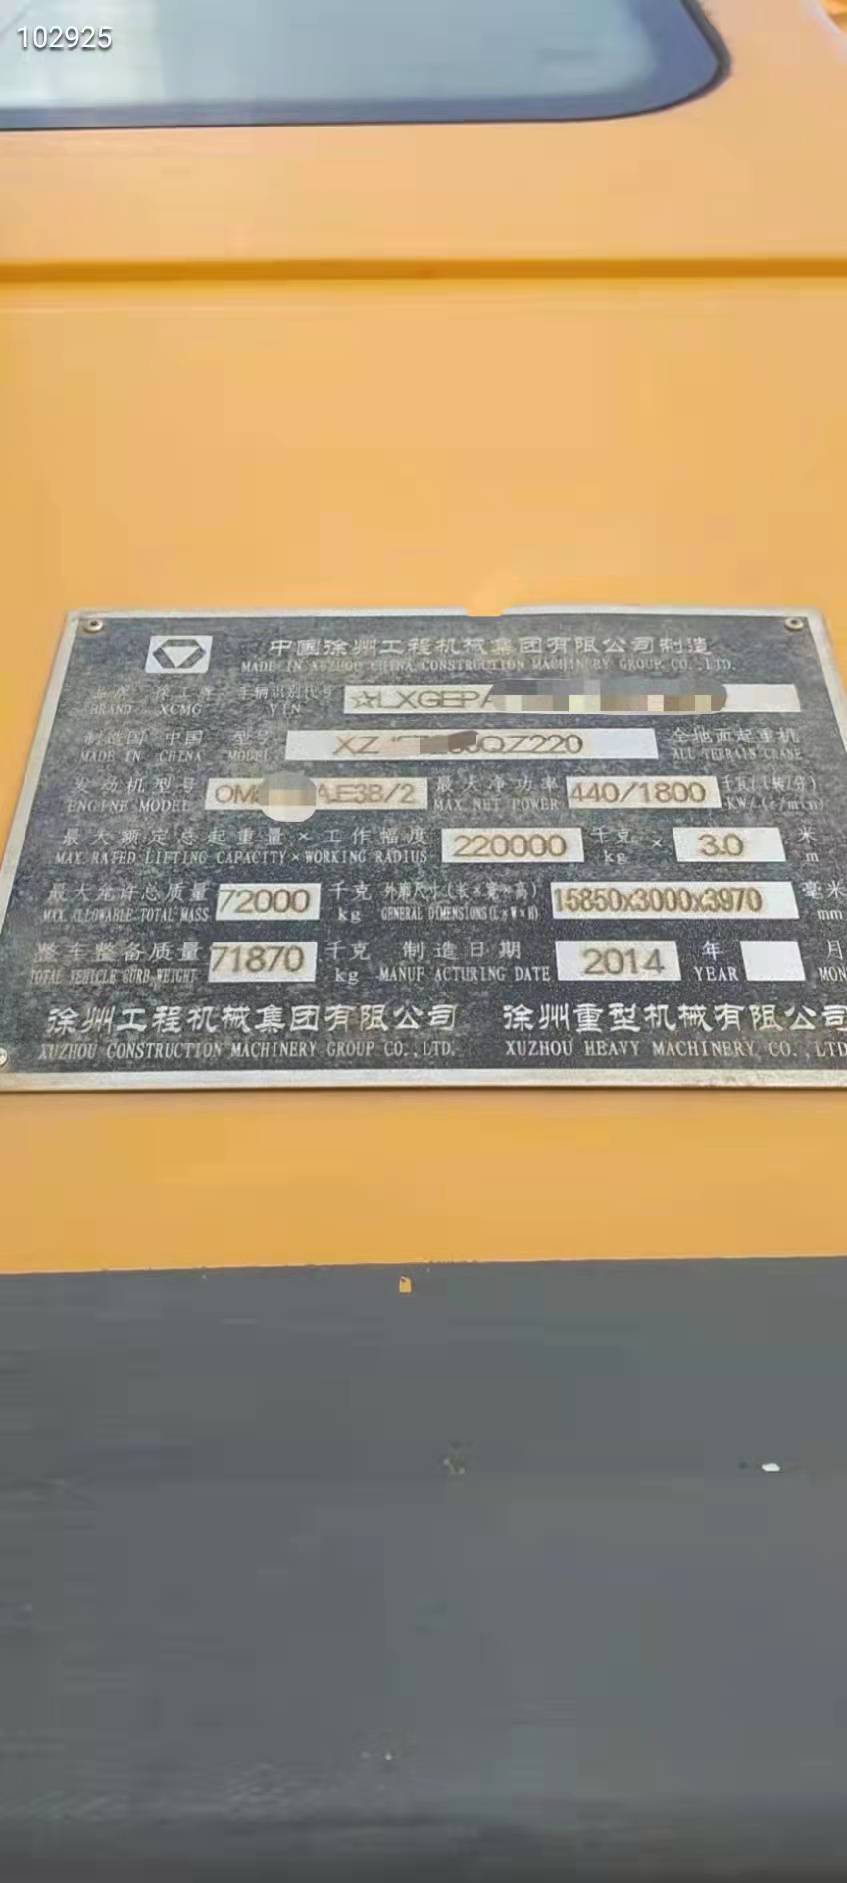 102925
中国徐州工程机械集团有限公司制造
MADE IN XUZHOU CHINA CONSTRUCTION MACHINERY GROUP CO.,LTD.
品牌 徐工牌 车辆识别代号 ☆LXGEPA
BRAND XCMG VIN
制造国 中国 型号 XZ QZ220 全地面起重机
MADE IN CHINA MODEL ALL TERRAIN CRANE
发动机型号 OM AJE3B/2 最大净功率 440/1800 千瓦/(转/分)
ENGINE MODEL MAX NET POWER KW/(r/min)
最大额定总起重量×工作幅度 220000 千克 × 3.0 米
MAX.RATED LIFTING CAPACITY×WORKING RADIUS kg m
最大允许总质量 72000 千克 外廓尺寸(长×宽×高) 15850x3000x3970 毫米
MAX ALLOWABLE TOTAL MASS kg GENERAL DIMENSIONS(L×W×H) mm
整车整备质量 71870 千克 制造日期 2014 年 月
TOTAL VEHICLE CURB WEIGHT kg MANUFACTURING DATE YEAR MON
徐州工程机械集团有限公司 徐州重型机械有限公司
XUZHOU CONSTRUCTION MACHINERY GROUP CO.,LTD. XUZHOU HEAVY MACHINERY CO.,LTD